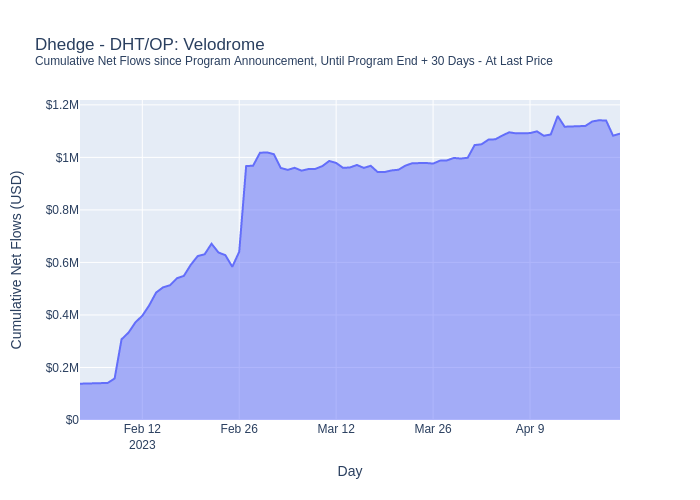 Dhedge - DHT/OP: Velodrome
Cumulative Net Flows since Program Announcement, Until Program End + 30 Days - At Last Price
Cumulative Net Flows (USD)
$1.2M
$1M
$0.8M
$0.6M
$0.4M
$0.2M
$0
Feb 12
2023
Feb 26
Mar 12
Mar 26
Apr 9
Day